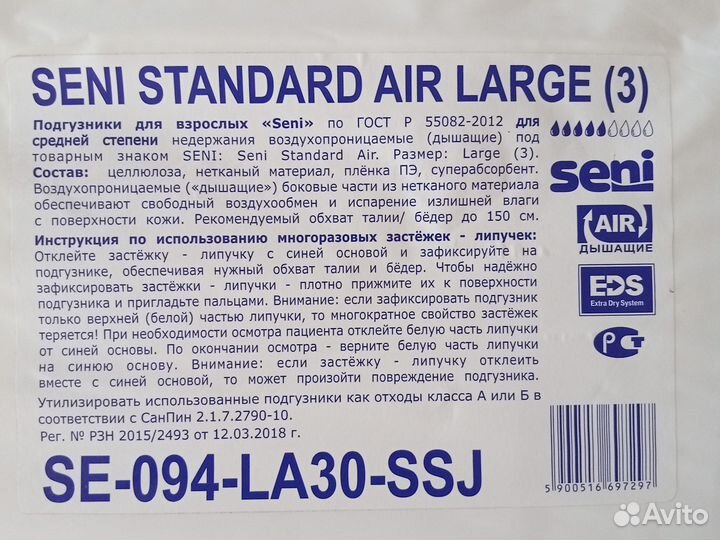 SENI STANDARD AIR LARGE (3)
Подгузники для взрослых «Seni» по ГОСТ Р 55082-2012 для
средней степени недержания воздухопроницаемые (дышащие) под
товарным знаком SENI: Seni Standard Air. Размер: Large (3).
Состав: целлюлоза, нетканый материал, плёнка ПЭ, суперабсорбент.
Воздухопроницаемые («дышащие») боковые части из нетканого материала
обеспечивают свободный воздухообмен и испарение излишней влаги
с поверхности кожи. Рекомендуемый обхват талии/ бёдер до 150 см.
seni
AIR
ДЫШАЩИЕ
EDS
Extra Dry System
РСТ
Инструкция по использованию многоразовых застёжек - липучек:
Отклейте застёжку - липучку с синей основой и зафиксируйте на
подгузнике, обеспечивая нужный обхват талии и бёдер. Чтобы надёжно
зафиксировать застёжки - липучки - плотно прижмите их к поверхности
подгузника и пригладьте пальцами. Внимание: если зафиксировать подгузник
только верхней (белой) частью липучки, то многократное свойство застёжек
теряется! При необходимости осмотра пациента отклейте белую часть липучки
от синей основы. По окончании осмотра - верните белую часть липучки
на синюю основу. Внимание: если застёжку - липучку отклеить
вместе с синей основой, то может произойти повреждение подгузника.
Утилизировать использованные подгузники как отходы класса А или Б в
соответствии с СанПин 2.1.7.2790-10.
Рег. № РЗН 2015/2493 от 12.03.2018 г.
SE-094-LA30-SSJ
5 900516 697297
Avito